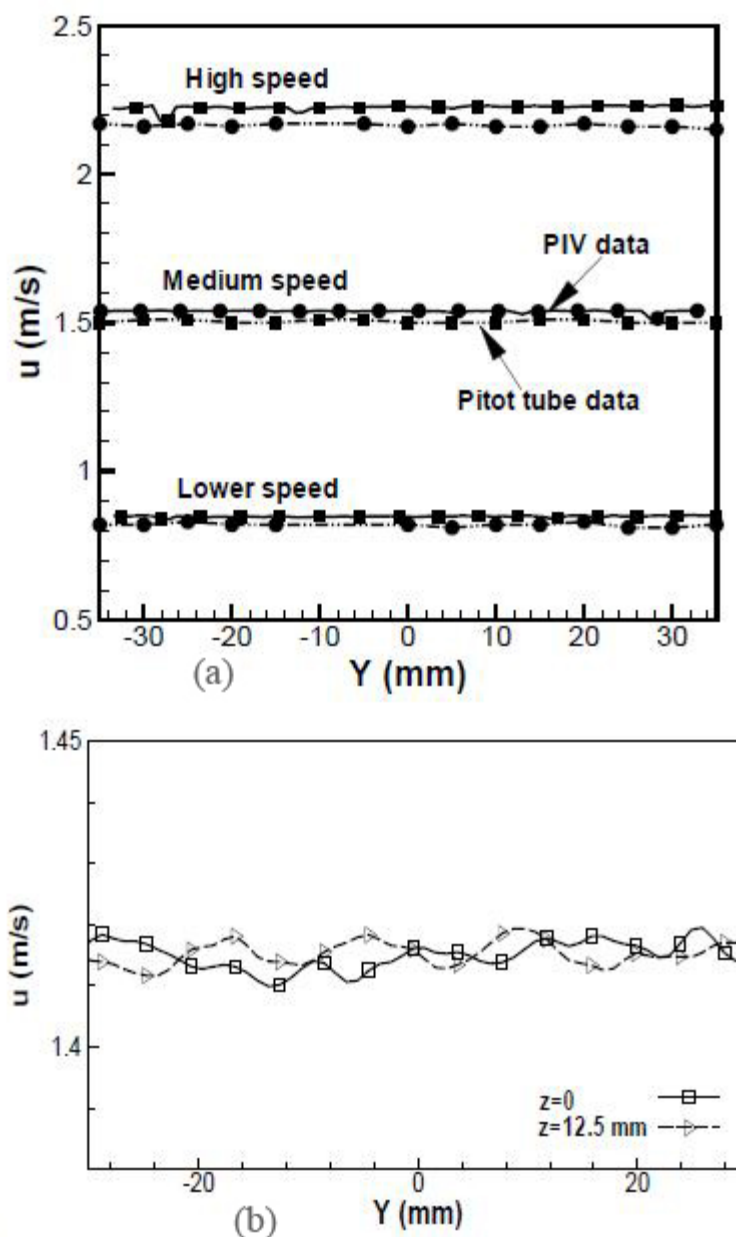 2.5
High speed
2
PIV data
Medium speed
1.5
Pitot tube data
u (m/s)
1
Lower speed
0.5
-30 -20 -10 0 10 20 30
(a) Y (mm)
1.45
u (m/s)
1.4
z=0
z=12.5 mm
-20 0 20
(b) Y (mm)